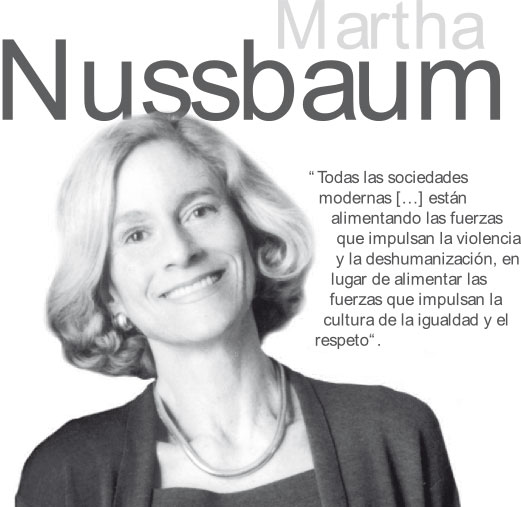 Martha
Nussbaum
“Todas las sociedades
modernas […] están
alimentando las fuerzas
que impulsan la violencia
y la deshumanización, en
lugar de alimentar las
fuerzas que impulsan la
cultura de la igualdad y el
respeto“.